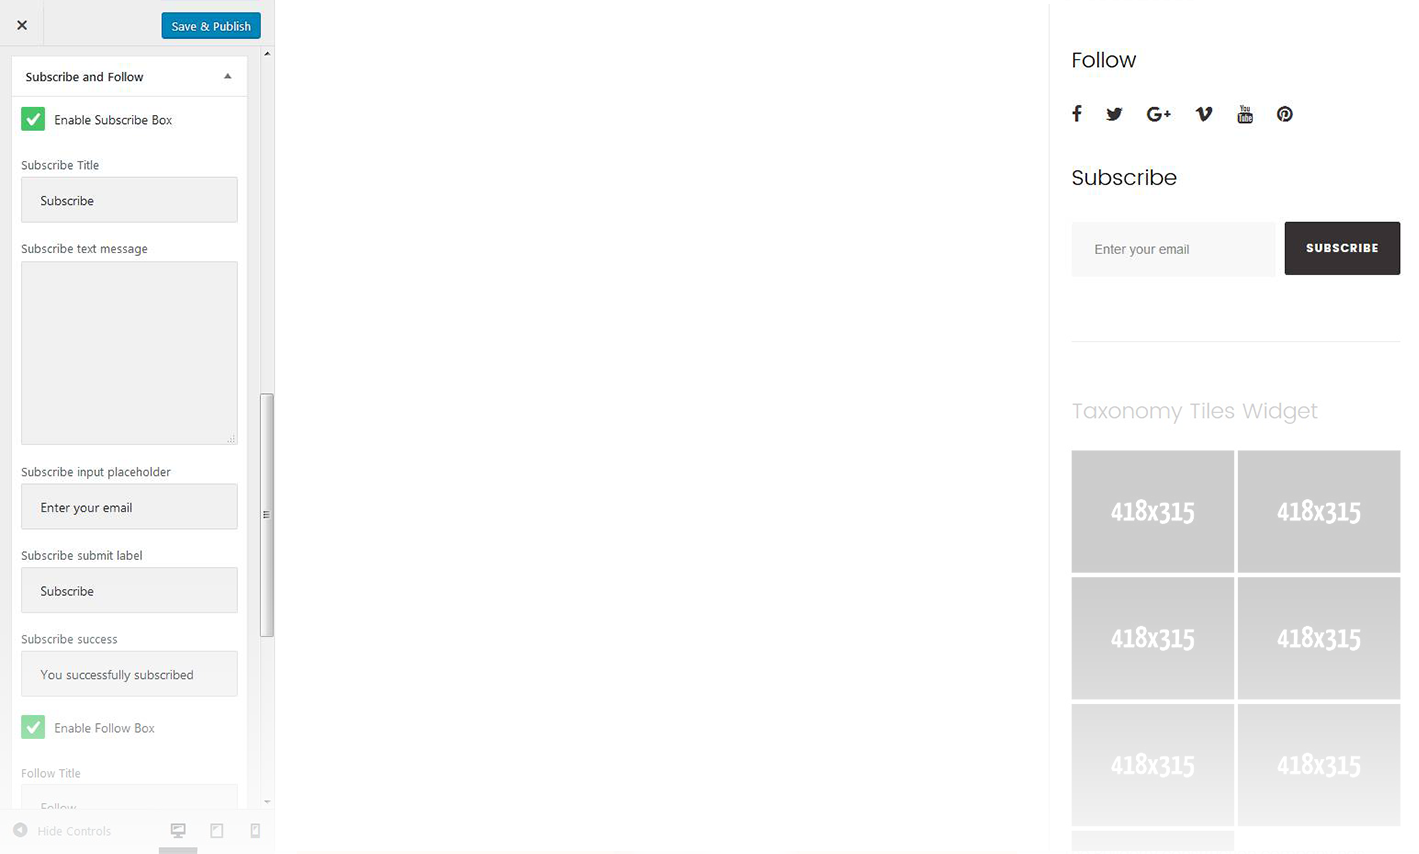 Save & Publish
Subscribe and Follow
Enable Subscribe Box
Subscribe Title
Subscribe
Subscribe text message
Subscribe input placeholder
Enter your email
Subscribe submit label
Subscribe
Subscribe success
You successfully subscribed
Enable Follow Box
Follow Title
Follow
Hide Controls
Follow
G+
You
Tube
Subscribe
Enter your email
SUBSCRIBE
Taxonomy Tiles Widget
418x315 418x315
418x315 418x315
418x315 418x315